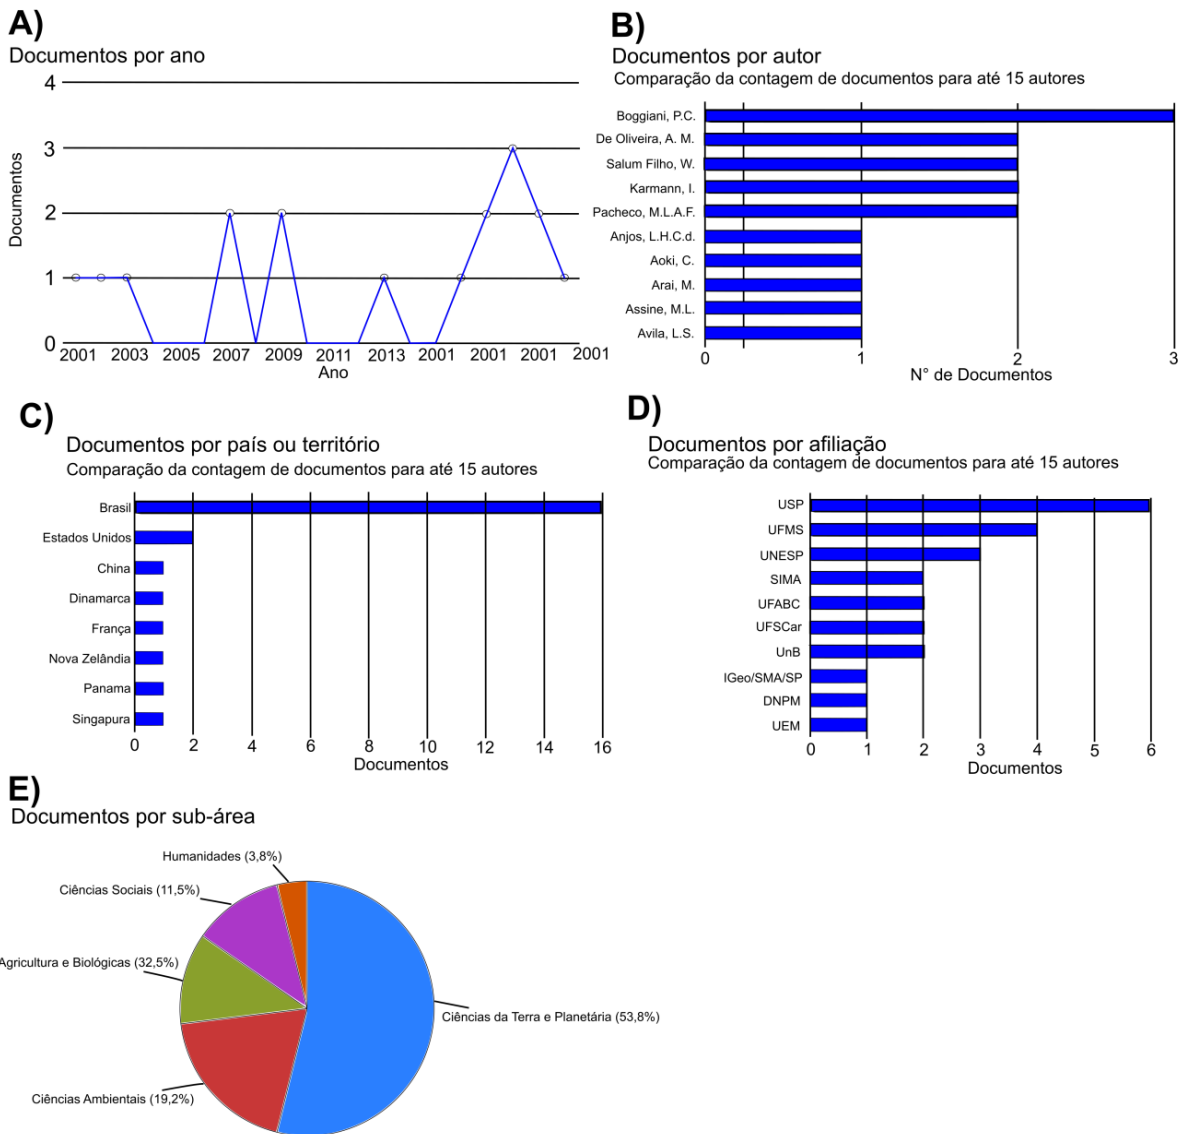 A)
Documentos por ano
4
3
2
1
0
Documentos
2001 2003 2005 2007 2009 2011 2013 2001 2001 2001 2001
Ano
B)
Documentos por autor
Comparação da contagem de documentos para até 15 autores
Boggiani, P.C.
De Oliveira, A. M.
Salum Filho, W.
Karmann, I.
Pacheco, M.L.A.F.
Anjos, L.H.C.d.
Aoki, C.
Arai, M.
Assine, M.L.
Avila, L.S.
0 1 2 3
N° de Documentos
C)
Documentos por país ou território
Comparação da contagem de documentos para até 15 autores
Brasil
Estados Unidos
China
Dinamarca
França
Nova Zelândia
Panama
Singapura
0 2 4 6 8 10 12 14 16
Documentos
D)
Documentos por afiliação
Comparação da contagem de documentos para até 15 autores
USP
UFMS
UNESP
SIMA
UFABC
UFSCar
UnB
IGeo/SMA/SP
DNPM
UEM
0 1 2 3 4 5 6
Documentos
E)
Documentos por sub-área
Humanidades (3,8%)
Ciências Sociais (11,5%)
Agricultura e Biológicas (32,5%)
Ciências da Terra e Planetária (53,8%)
Ciências Ambientais (19,2%)